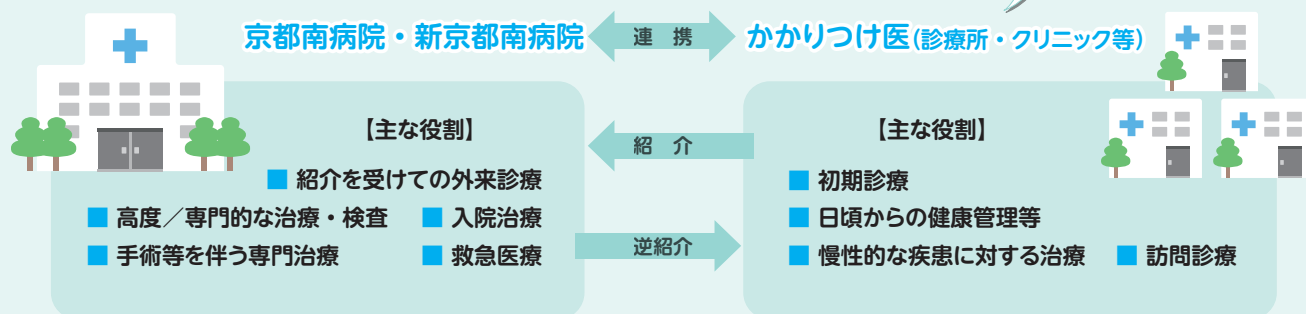 京都南病院・新京都南病院
連 携
かかりつけ医(診療所・クリニック等)
【主な役割】
■ 紹介を受けての外来診療
■ 高度／専門的な治療・検査 ■ 入院治療
■ 手術等を伴う専門治療 ■ 救急医療
紹 介
逆紹介
【主な役割】
■ 初期診療
■ 日頃からの健康管理等
■ 慢性的な疾患に対する治療 ■ 訪問診療